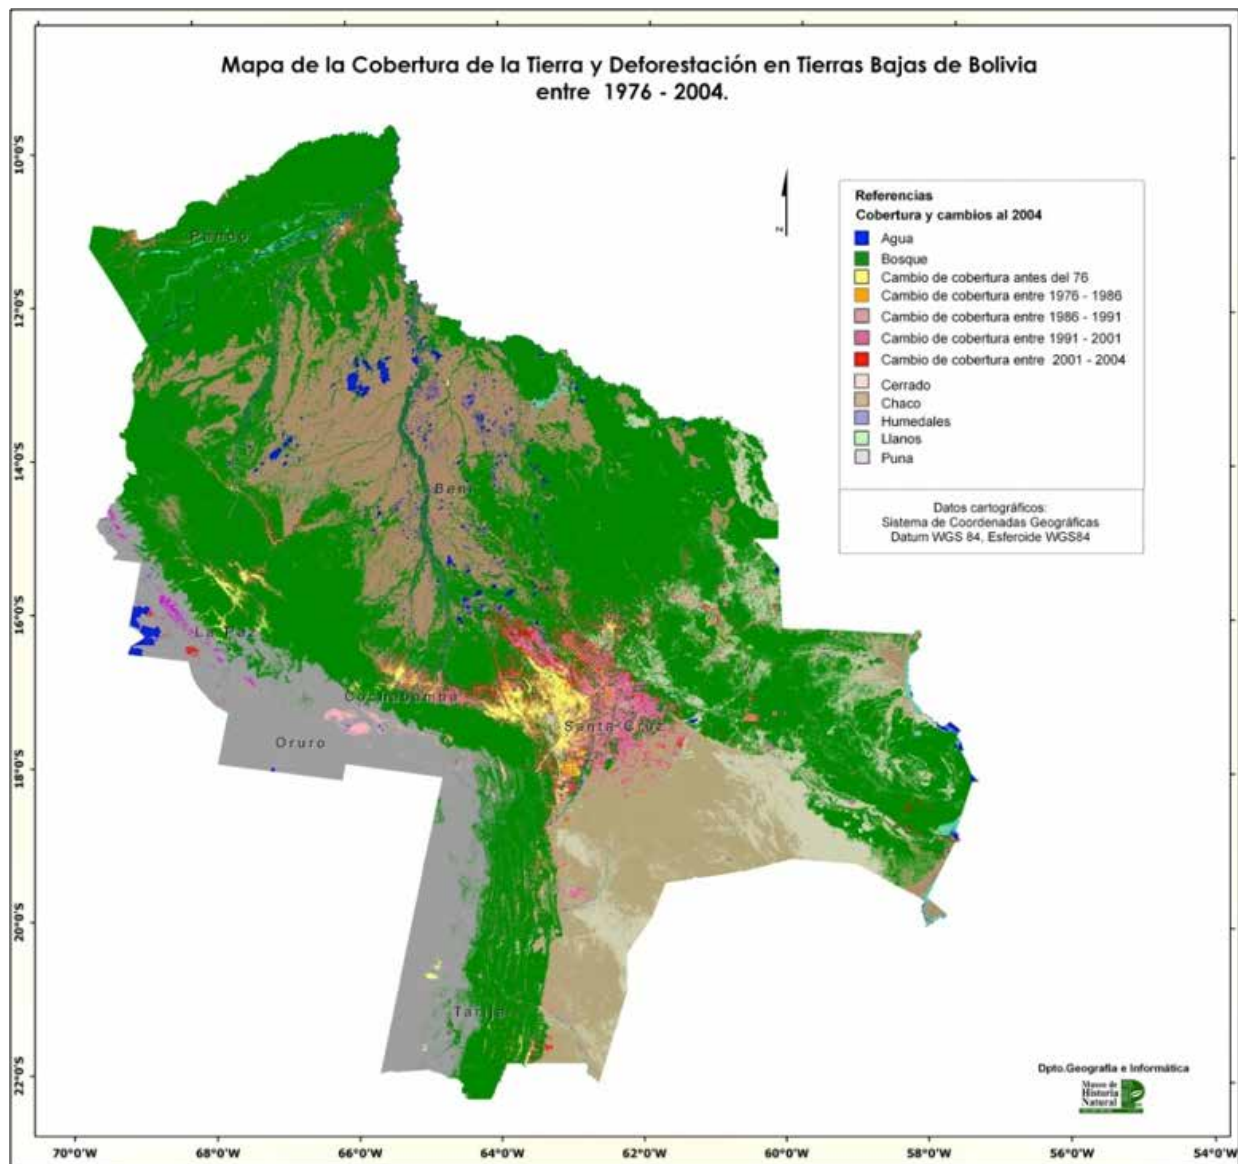 Mapa de la Cobertura de la Tierra y Deforestación en Tierras Bajas de Bolivia
entre 1976 - 2004.
10°0'S
12°0'S
14°0'S
16°0'S
18°0'S
20°0'S
22°0'S
N
Referencias
Cobertura y cambios al 2004
Agua
Bosque
Cambio de cobertura antes del 76
Cambio de cobertura entre 1976 - 1986
Cambio de cobertura entre 1986 - 1991
Cambio de cobertura entre 1991 - 2001
Cambio de cobertura entre 2001 - 2004
Cerrado
Chaco
Humedales
Llanos
Puna
Datos cartográficos:
Sistema de Coordenadas Geográficas
Datum WGS 84, Esferoide WGS84
Pando
Beni
La Paz
Cochabamba
Santa Cruz
Oruro
Tarija
Dpto.Geografia e Informática
Museo de
Historia
Natural
70°0'W 68°0'W 66°0'W 64°0'W 62°0'W 60°0'W 58°0'W 56°0'W 54°0'W